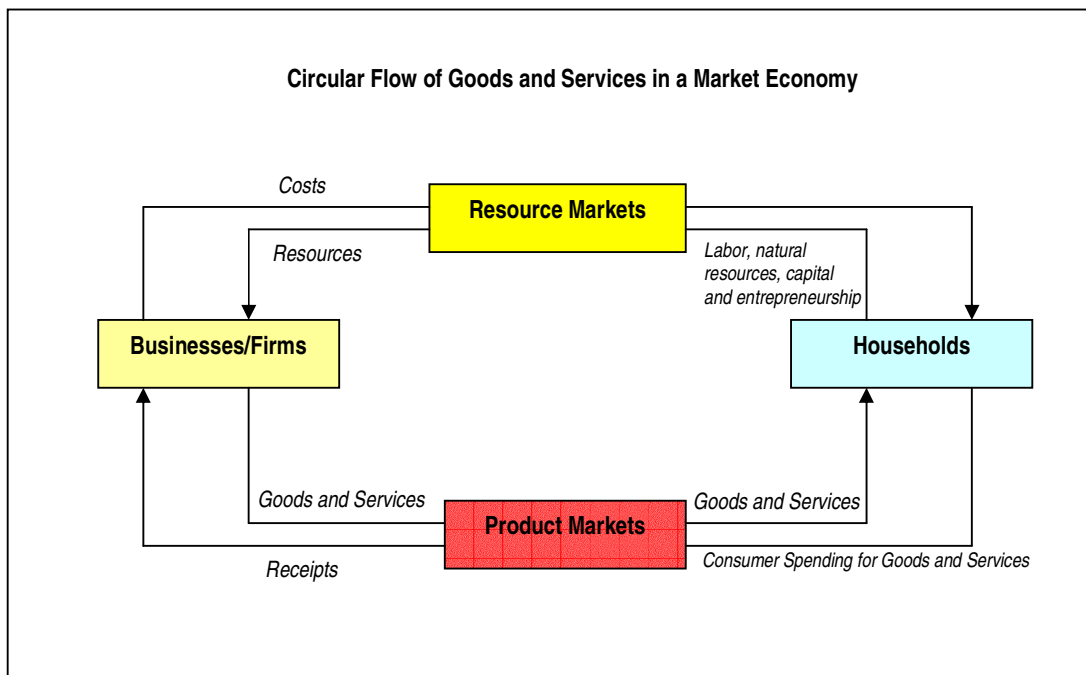 Circular Flow of Goods and Services in a Market Economy
Costs
Resource Markets
Resources
Labor, natural
resources, capital
and entrepreneurship
Businesses/Firms
Households
Goods and Services
Product Markets
Goods and Services
Receipts
Consumer Spending for Goods and Services